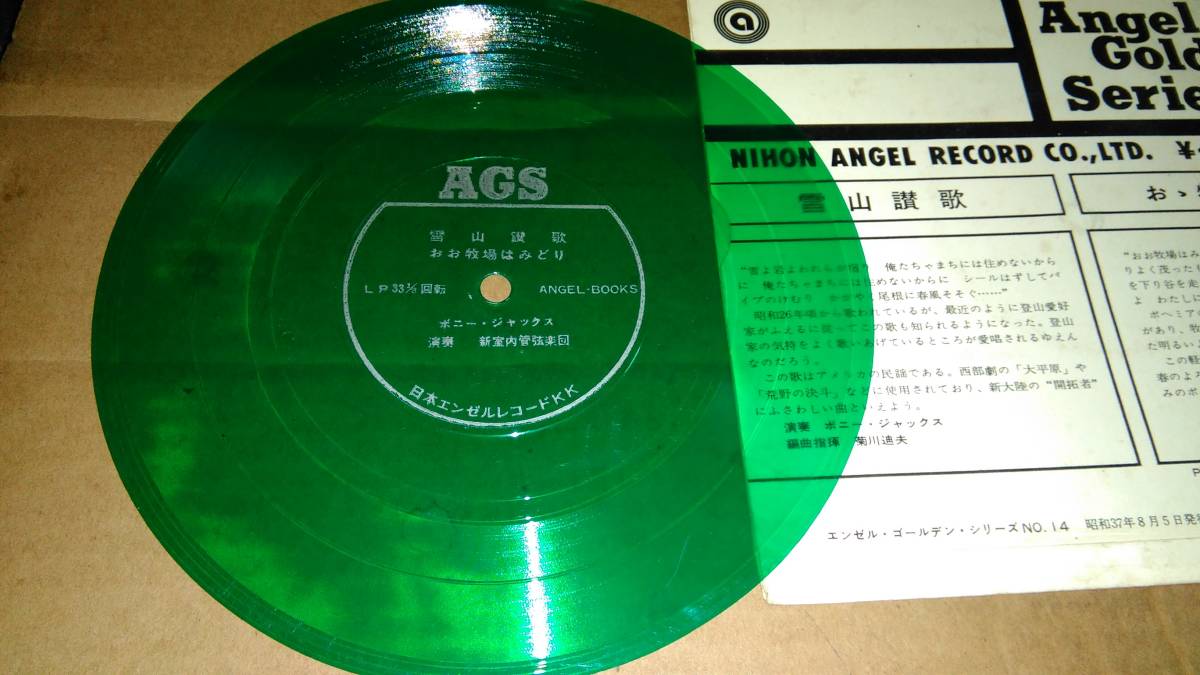 AGS
雪山讃歌
おお牧場はみどり
LP 33⅓回転
ANGEL-BOOKS
ボニー・ジャックス
演奏 新室内管弦楽団
日本エンゼルレコードKK
a
Angel
Gold
Serie
NIHON ANGEL RECORD CO.,LTD. ¥
雪山讃歌
おゝ
“雪よ岩よわれらが宿り 俺たちゃまちには住めないから
に 俺たちゃまちには住めないからに シールはずしてパ
イプのけむり かがやく尾根に春風そそぐ……”
昭和26年頃から歌われているが、最近のように登山愛好
家がふえるに従ってこの歌も知られるようになった。登山
家の気持をよく歌いあげているところが愛唱されるゆえん
なのだろう。
この歌はアメリカの民謡である。西部劇の「大平原」や
「荒野の決斗」などに使用されており、新大陸の“開拓者”
にふさわしい曲といえよう。
演奏 ボニー・ジャックス
編曲指揮 菊川迪夫
“おお牧場はみ
りよく茂った
を下り谷を走
よ わたし
ボヘミア
があり、牧
た明るい
この軽
春のよろ
みのボ
P
エンゼル・ゴールデン・シリーズ NO.14 昭和37年8月5日発